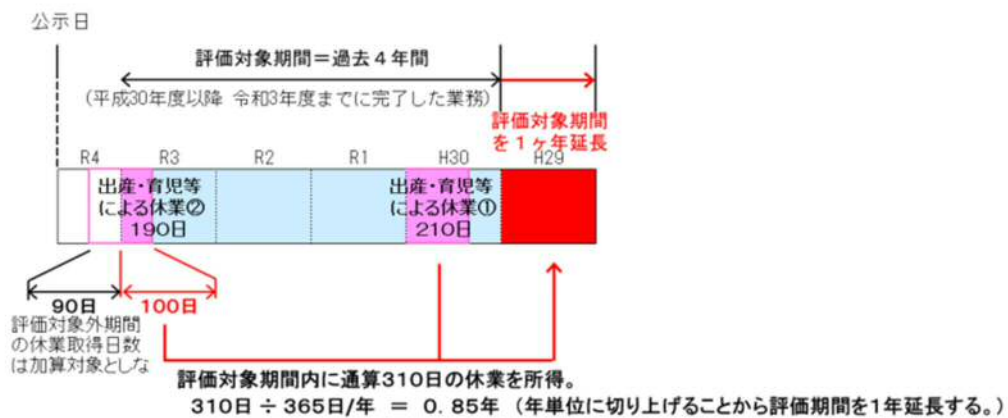 公示日
評価対象期間＝過去４年間
(平成30年度以降 令和3年度までに完了した業務)
評価対象期間
を１ヶ年延長
R4 R3 R2 R1 H30 H29
出産・育児等
による休業②
190日
出産・育児等
による休業①
210日
90日
100日
評価対象外期間
の休業取得日数
は加算対象としな
評価対象期間内に通算310日の休業を所得。
310日 ÷ 365日/年 ＝ 0.85年 （年単位に切り上げることから評価期間を1年延長する。）